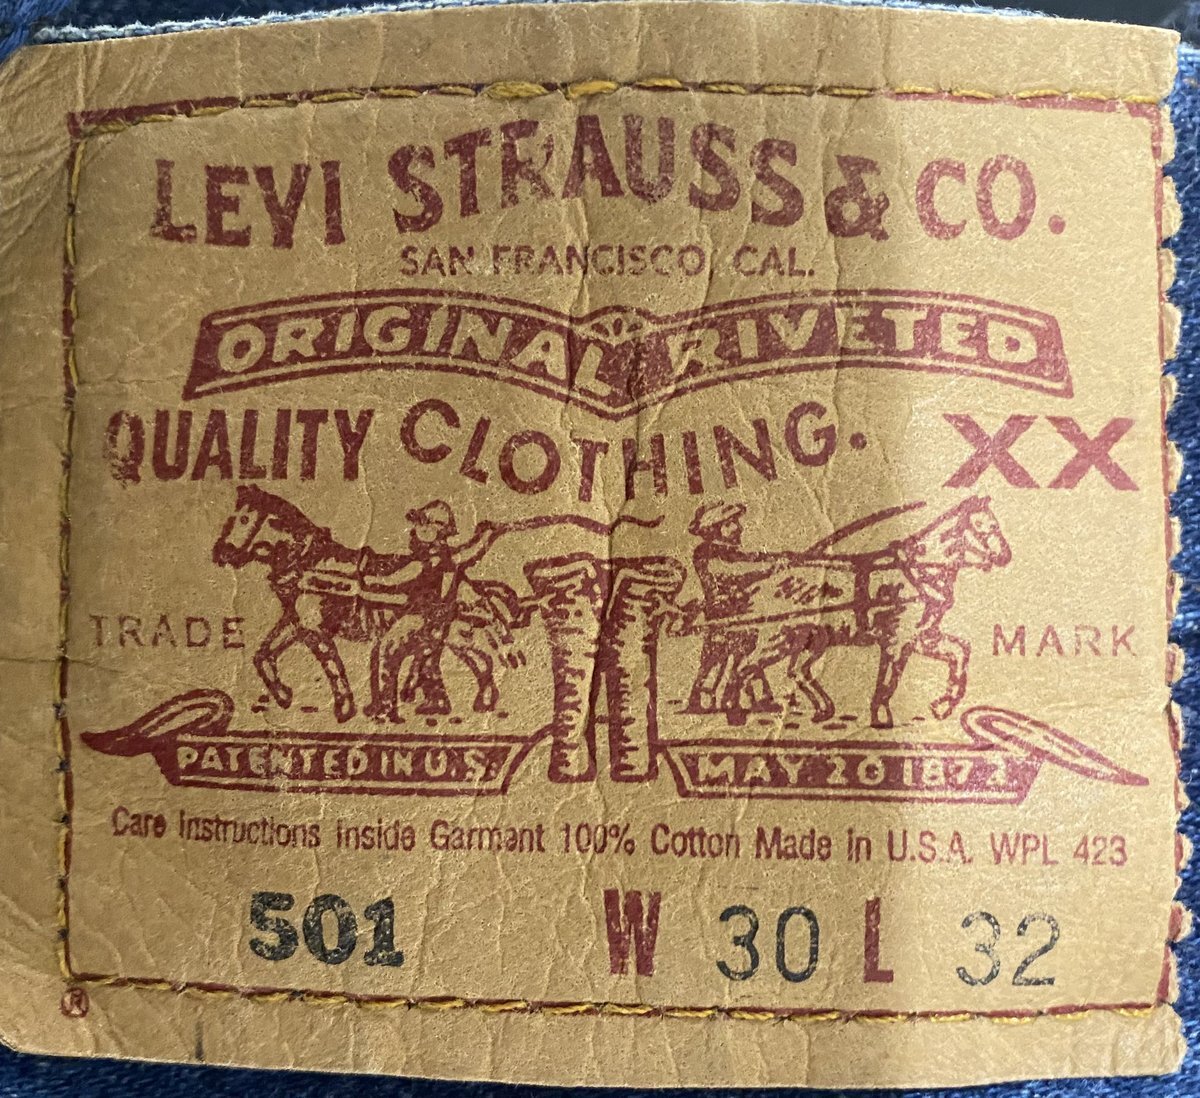 LEVI STRAUSS & CO.
SAN FRANCISCO, CAL.
ORIGINAL RIVETED
QUALITY CLOTHING. XX
TRADE MARK
PATENTED IN U.S. MAY 20 1873
Care Instructions Inside Garment 100% Cotton Made in U.S.A. WPL 423
501 W 30 L 32
®